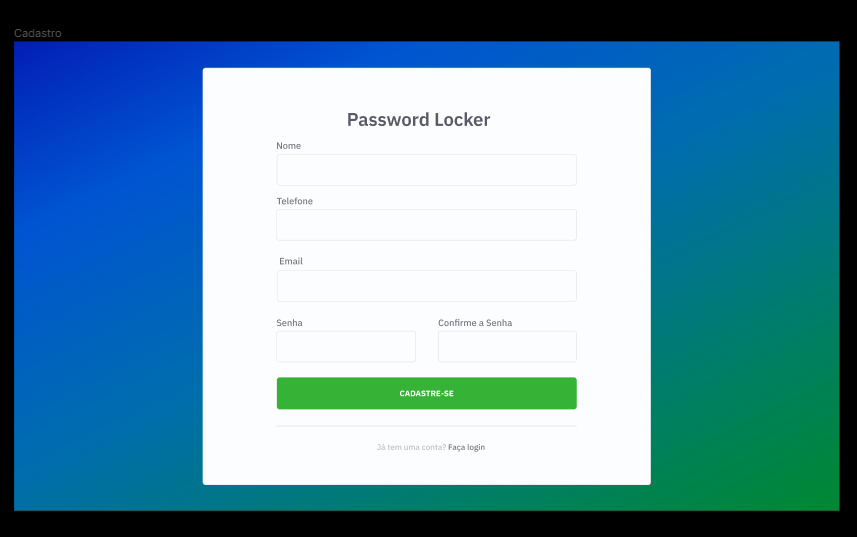 Cadastro
Password Locker
Nome
Telefone
Email
Senha
Confirme a Senha
CADASTRE-SE
Já tem uma conta? Faça login